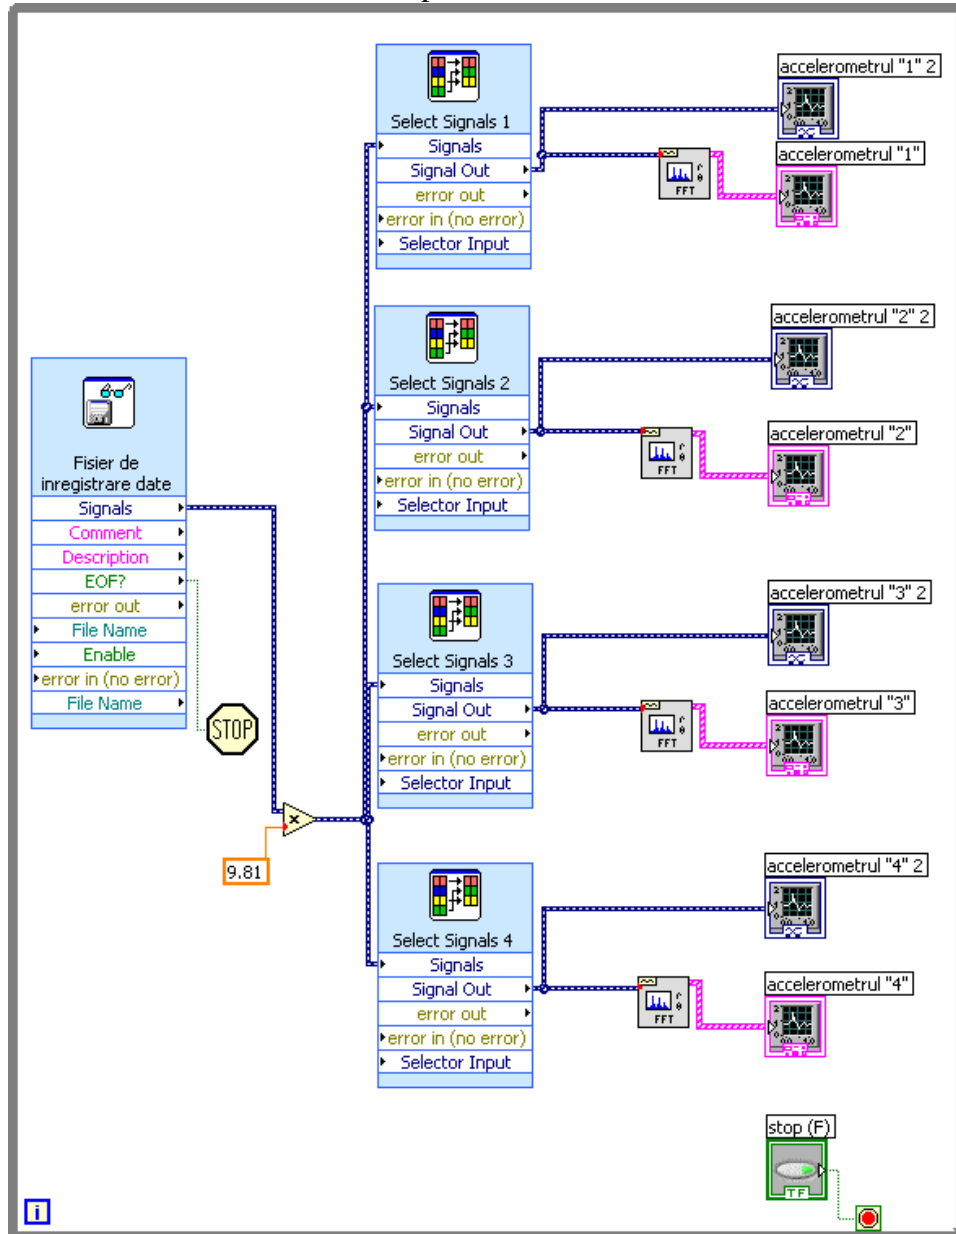 accelerometrul "1" 2
Select Signals 1
Signals
Signal Out
error out
error in (no error)
Selector Input
FFT
accelerometrul "1"
Select Signals 2
Signals
Signal Out
error out
error in (no error)
Selector Input
accelerometrul "2" 2
FFT
accelerometrul "2"
Fisier de
inregistrare date
Signals
Comment
Description
EOF?
error out
File Name
Enable
error in (no error)
File Name
STOP
x
9.81
Select Signals 3
Signals
Signal Out
error out
error in (no error)
Selector Input
accelerometrul "3" 2
FFT
accelerometrul "3"
Select Signals 4
Signals
Signal Out
error out
error in (no error)
Selector Input
accelerometrul "4" 2
FFT
accelerometrul "4"
stop (F)
TF
i